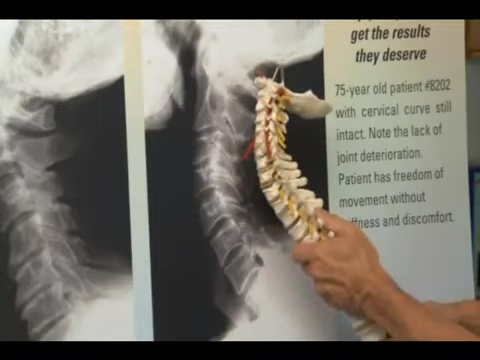 get the results
they deserve
75-year old patient #8202
with cervical curve still
intact. Note the lack of
joint deterioration.
Patient has freedom of
movement without
and discomfort.